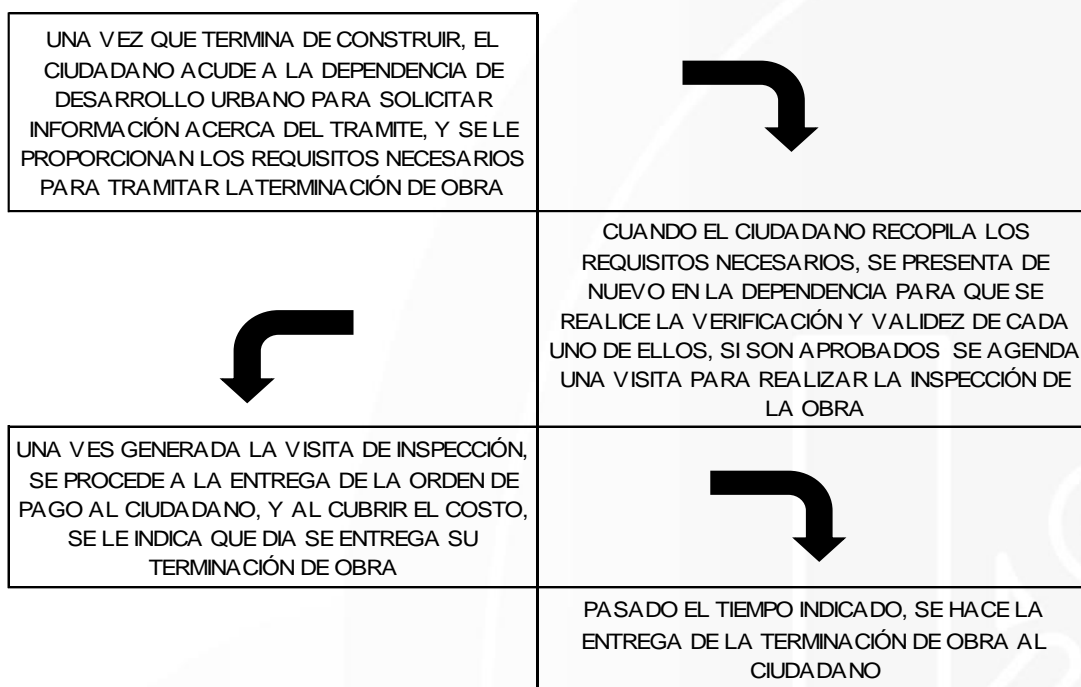 UNA VEZ QUE TERMINA DE CONSTRUIR, EL
CIUDADANO ACUDE A LA DEPENDENCIA DE
DESARROLLO URBANO PARA SOLICITAR
INFORMACIÓN ACERCA DEL TRAMITE, Y SE LE
PROPORCIONAN LOS REQUISITOS NECESARIOS
PARA TRAMITAR LATERMINACIÓN DE OBRA
CUANDO EL CIUDADANO RECOPILA LOS
REQUISITOS NECESARIOS, SE PRESENTA DE
NUEVO EN LA DEPENDENCIA PARA QUE SE
REALICE LA VERIFICACIÓN Y VALIDEZ DE CADA
UNO DE ELLOS, SI SON APROBADOS SE AGENDA
UNA VISITA PARA REALIZAR LA INSPECCIÓN DE
LA OBRA
UNA VES GENERADA LA VISITA DE INSPECCIÓN,
SE PROCEDE A LA ENTREGA DE LA ORDEN DE
PAGO AL CIUDADANO, Y AL CUBRIR EL COSTO,
SE LE INDICA QUE DIA SE ENTREGA SU
TERMINACIÓN DE OBRA
PASADO EL TIEMPO INDICADO, SE HACE LA
ENTREGA DE LA TERMINACIÓN DE OBRA AL
CIUDADANO